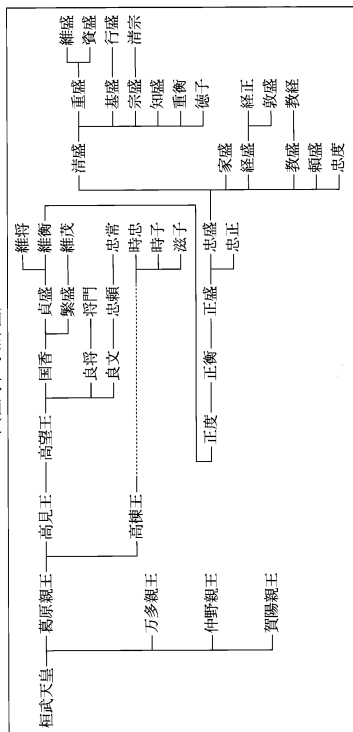 桓武天皇
葛原親王
万多親王
仲野親王
賀陽親王
高見王
高棟王
高望王
国香
良将
良文
貞盛
繁盛
将門
忠頼
維将
維衡
維茂
忠常
時忠
時子
滋子
正度
正衡
正盛
忠盛
忠正
清盛
家盛
経盛
教盛
頼盛
忠度
重盛
基盛
宗盛
知盛
重衡
徳子
維盛
資盛
行盛
清宗
経正
敦盛
教経